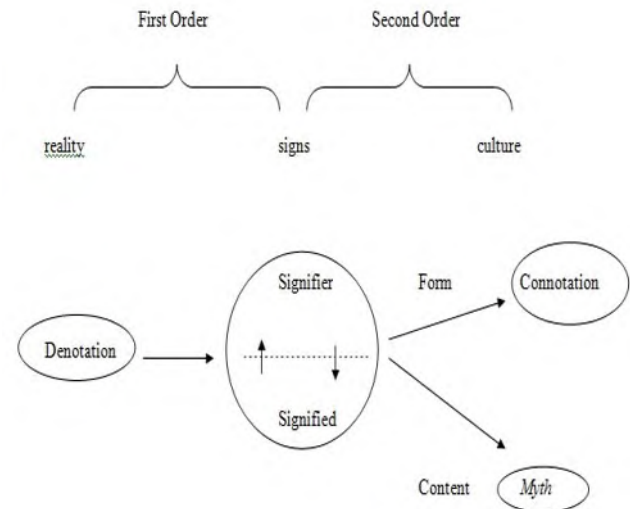 First Order Second Order
reality signs culture
Signifier Form Connotation
Denotation
Signified
Content Myth